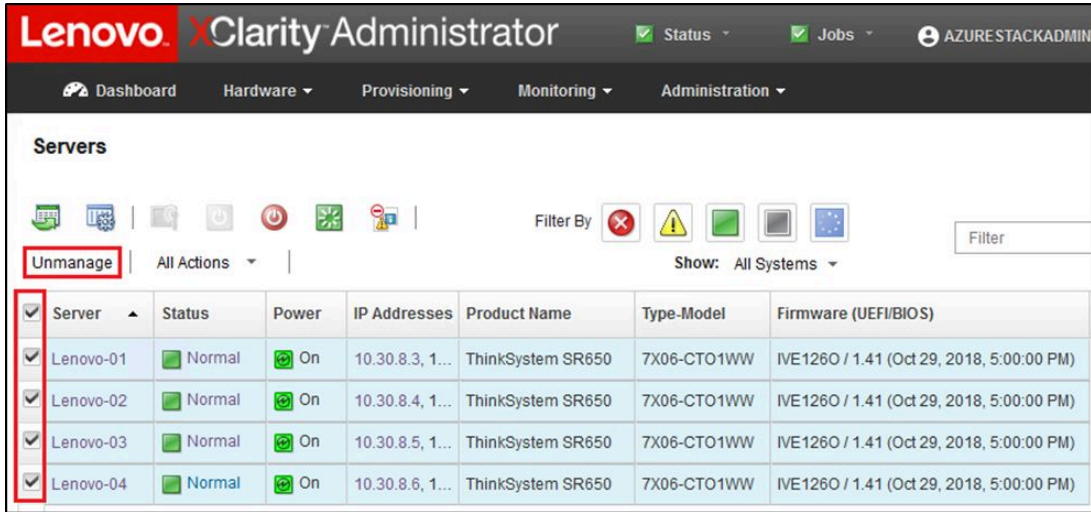 Lenovo. XClarity Administrator Status Jobs AZURESTACKADMIN
Dashboard Hardware Provisioning Monitoring Administration
Servers
Filter By Filter
Unmanage All Actions Show: All Systems
Server Status Power IP Addresses Product Name Type-Model Firmware (UEFI/BIOS)
Lenovo-01 Normal On 10.30.8.3, 1... ThinkSystem SR650 7X06-CTO1WW IVE126O / 1.41 (Oct 29, 2018, 5:00:00 PM)
Lenovo-02 Normal On 10.30.8.4, 1... ThinkSystem SR650 7X06-CTO1WW IVE126O / 1.41 (Oct 29, 2018, 5:00:00 PM)
Lenovo-03 Normal On 10.30.8.5, 1... ThinkSystem SR650 7X06-CTO1WW IVE126O / 1.41 (Oct 29, 2018, 5:00:00 PM)
Lenovo-04 Normal On 10.30.8.6, 1... ThinkSystem SR650 7X06-CTO1WW IVE126O / 1.41 (Oct 29, 2018, 5:00:00 PM)